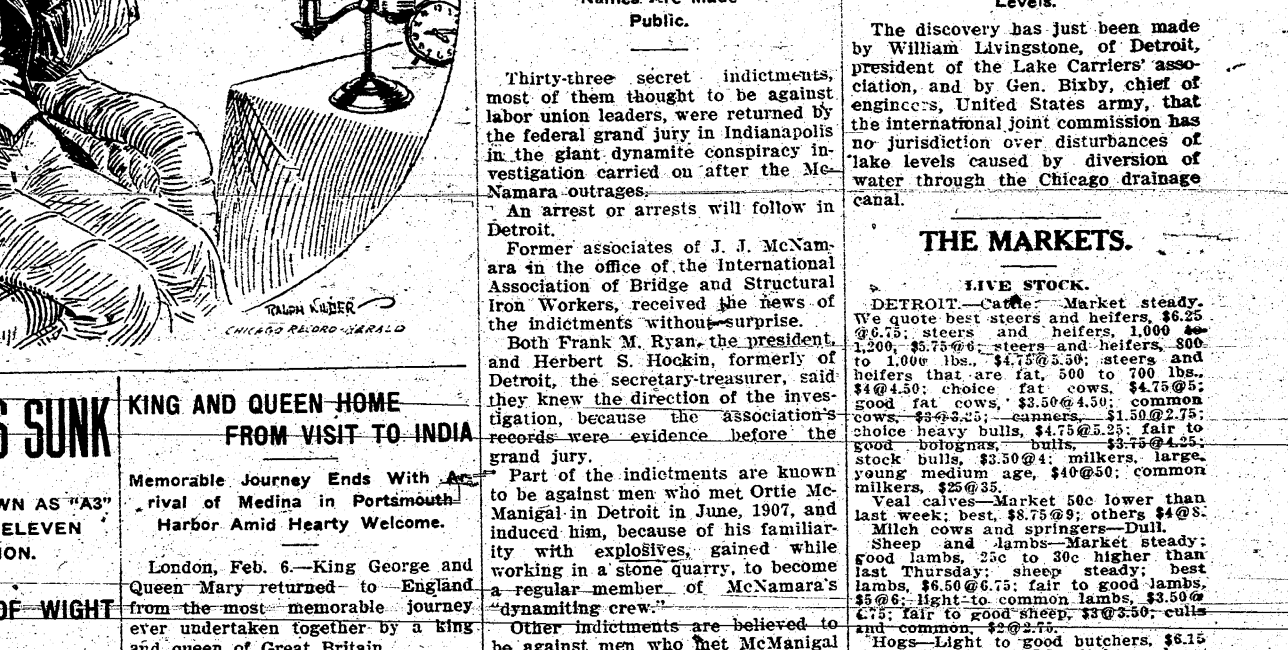 RALPH WILDER
CHICAGO RECORD-HERALD
S SUNK
WN AS "A3"
ELEVEN
ION.
OF WIGHT
KING AND QUEEN HOME
FROM VISIT TO INDIA
Memorable Journey Ends With Ar-
rival of Medina in Portsmouth
Harbor Amid Hearty Welcome.
London, Feb. 6.—King George and
Queen Mary returned to England
from the most memorable journey
ever undertaken together by a king
and queen of Great Britain.
Names Are Made
Public.
Thirty-three secret indictments,
most of them thought to be against
labor union leaders, were returned by
the federal grand jury in Indianapolis
in the giant dynamite conspiracy in-
vestigation carried on after the Mc-
Namara outrages.
An arrest or arrests will follow in
Detroit.
Former associates of J. J. McNam-
ara in the office of the International
Association of Bridge and Structural
Iron Workers, received the news of
the indictments without surprise.
Both Frank M. Ryan, the president,
and Herbert S. Hockin, formerly of
Detroit, the secretary-treasurer, said
they knew the direction of the inves-
tigation, because the association's
records were evidence before the
grand jury.
Part of the indictments are known
to be against men who met Ortie Mc-
Manigal in Detroit in June, 1907, and
induced him, because of his familiar-
ity with explosives, gained while
working in a stone quarry, to become
a regular member of McNamara's
"dynamiting crew."
Other indictments are believed to
be against men who met McManigal
Levels.
The discovery has just been made
by William Livingstone, of Detroit,
president of the Lake Carriers' asso-
ciation, and by Gen. Bixby, chief of
engineers, United States army, that
the international joint commission has
no jurisdiction over disturbances of
lake levels caused by diversion of
water through the Chicago drainage
canal.
THE MARKETS.
LIVE STOCK.
DETROIT.—Cattle: Market steady.
We quote best steers and heifers, $6.25
@6.75; steers and heifers, 1,000 to
1,200, $5.75@6; steers and heifers, 800
to 1,000 lbs., $4.75@5.50; steers and
heifers that are fat, 500 to 700 lbs.,
$4@4.50; choice fat cows, $4.75@5;
good fat cows, $3.50@4.50; common
cows, $3@3.25; canners, $1.50@2.75;
choice heavy bulls, $4.75@5.25; fair to
good bolognas, bulls, $3.75@4.25;
stock bulls, $3.50@4; milkers, large,
young medium age, $40@50; common
milkers, $25@35.
Veal calves—Market 50c lower than
last week; best, $8.75@9; others $4@8.
Milch cows and springers—Dull.
Sheep and lambs—Market steady;
good lambs, 25c to 30c higher than
last Thursday; sheep steady; best
lambs, $6.50@6.75; fair to good lambs,
$5@6; light to common lambs, $3.50@
4.75; fair to good sheep, $3@3.50; culls
and common, $2@2.75.
Hogs—Light to good butchers, $6.15